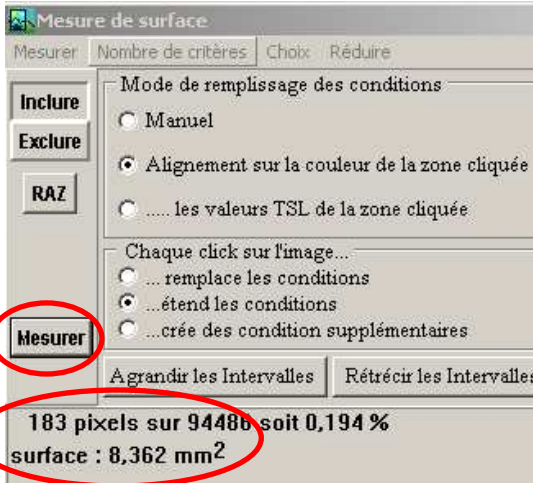 Mesure de surface
Mesurer Nombre de critères Choix Réduire
Inclure
Exclure
RAZ
Mesurer
Mode de remplissage des conditions
Manuel
Alignement sur la couleur de la zone cliquée
..... les valeurs TSL de la zone cliquée
Chaque click sur l'image...
... remplace les conditions
...étend les conditions
...crée des condition supplémentaires
Agrandir les Intervalles Rétrécir les Intervalles
183 pixels sur 94486 soit 0,194 %
surface : 8,362 mm2